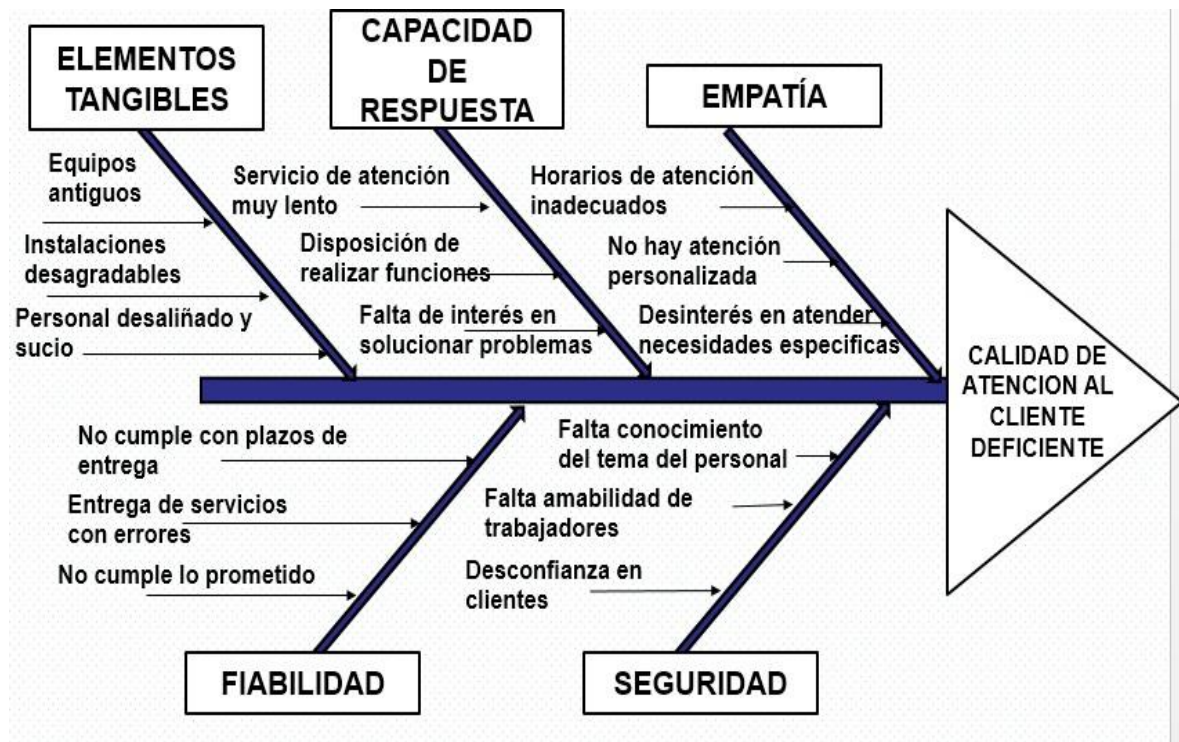 ELEMENTOS
TANGIBLES
CAPACIDAD
DE
RESPUESTA
EMPATÍA
Equipos
antiguos
Instalaciones
desagradables
Personal desaliñado y
sucio
Servicio de atención
muy lento
Disposición de
realizar funciones
Falta de interés en
solucionar problemas
Horarios de atención
inadecuados
No hay atención
personalizada
Desinterés en atender
necesidades especificas
CALIDAD DE
ATENCION AL
CLIENTE
DEFICIENTE
No cumple con plazos de
entrega
Entrega de servicios
con errores
No cumple lo prometido
Falta conocimiento
del tema del personal
Falta amabilidad de
trabajadores
Desconfianza en
clientes
FIABILIDAD
SEGURIDAD